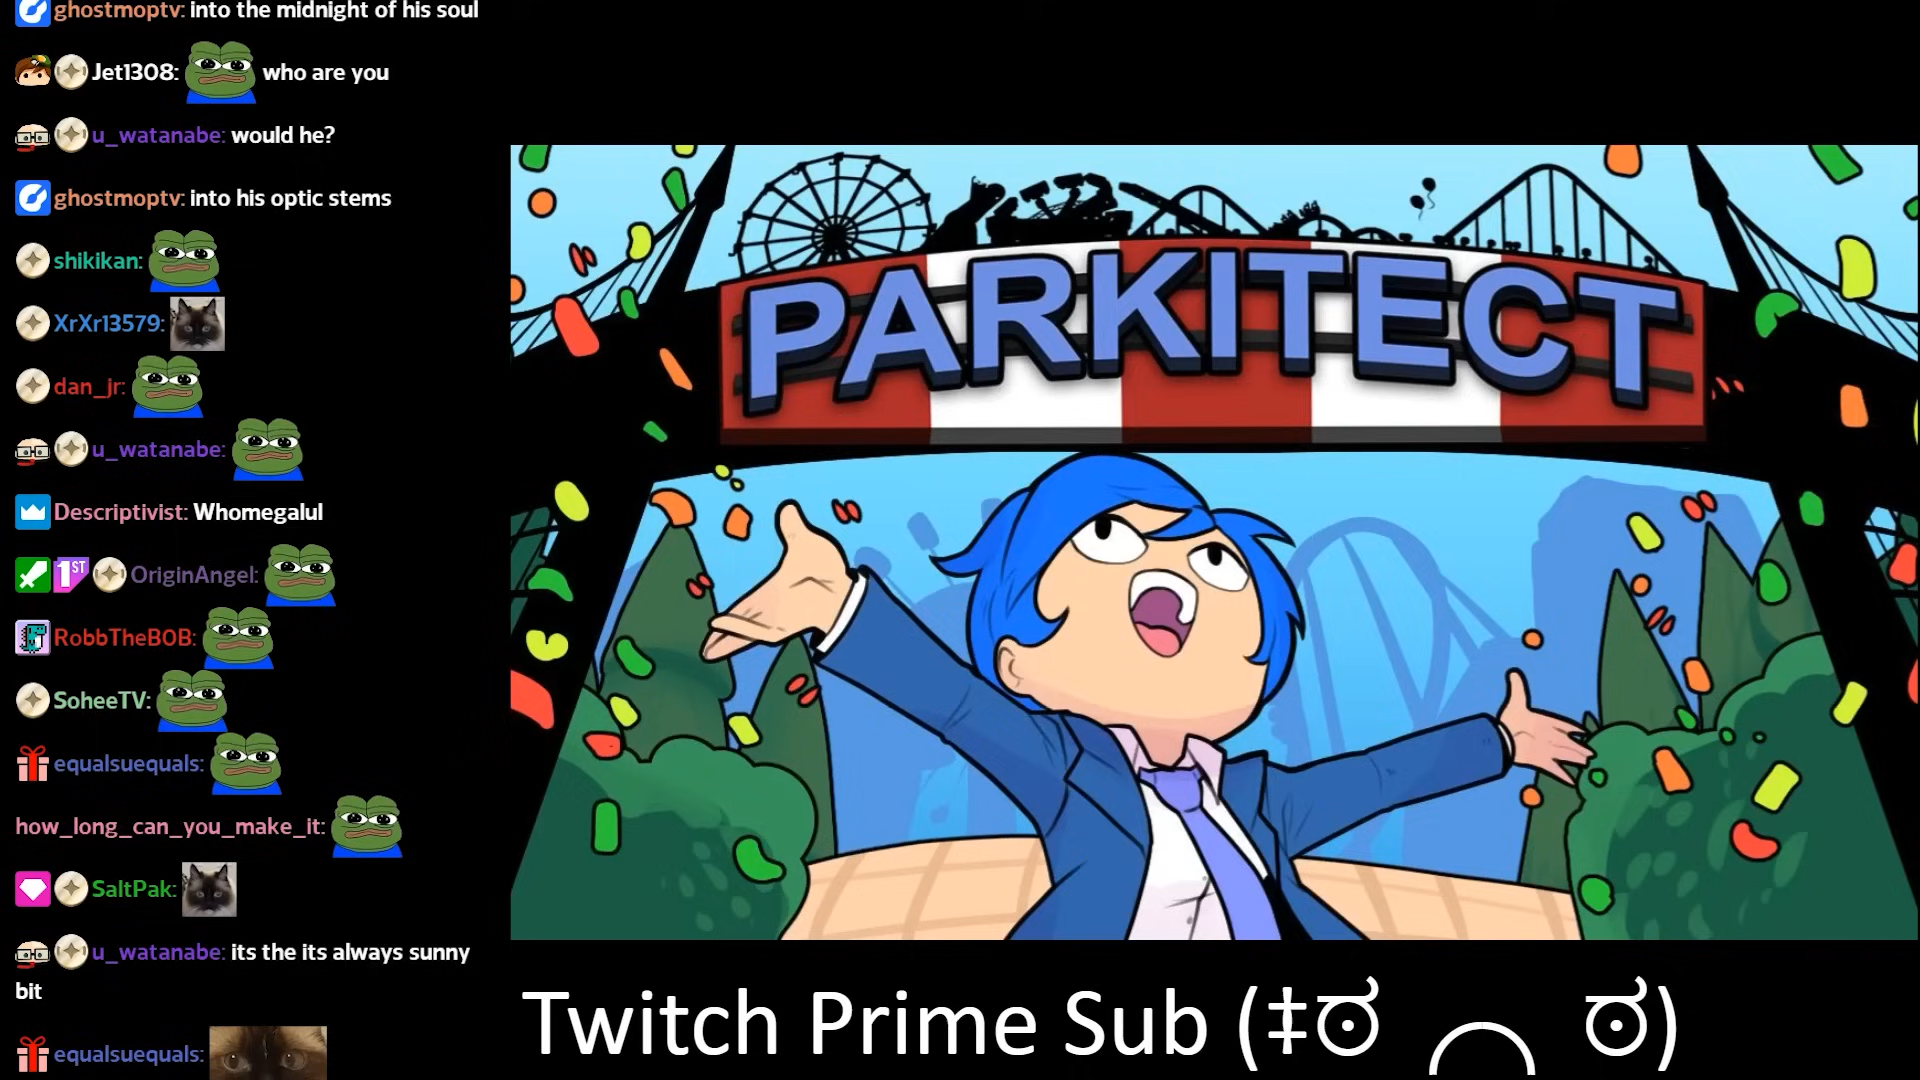 ghostmoptv: into the midnight of his soul
Jet1308: who are you
u_watanabe: would he?
ghostmoptv: into his optic stems
shikikan:
XrXr13579:
dan_jr:
u_watanabe:
Descriptivist: Whomegalul
1ST OriginAngel:
RobbTheBOB:
SoheeTV:
equalsuequals:
how_long_can_you_make_it:
SaltPak:
u_watanabe: its the its always sunny
bit
equalsuequals:
PARKITECT
Twitch Prime Sub (‡ಠ ╭╮ ಠ)